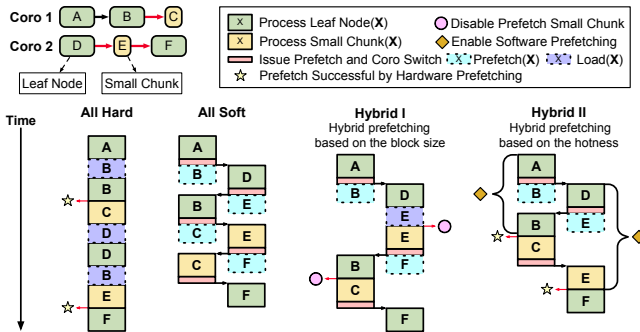 Coro 1 A B C
Coro 2 D E F
Leaf Node Small Chunk
X Process Leaf Node(X) Disable Prefetch Small Chunk
X Process Small Chunk(X) Enable Software Prefetching
Issue Prefetch and Coro Switch X Prefetch(X) X Load(X)
Prefetch Successful by Hardware Prefetching
Time
All Hard
A
B
B
C
D
D
B
E
F
All Soft
A
B D
B E
C E
C F
F
Hybrid I
Hybrid prefetching
based on the block size
A
B D
E
E
B F
C
F
Hybrid II
Hybrid prefetching
based on the hotness
A
B D
B E
C
E
F